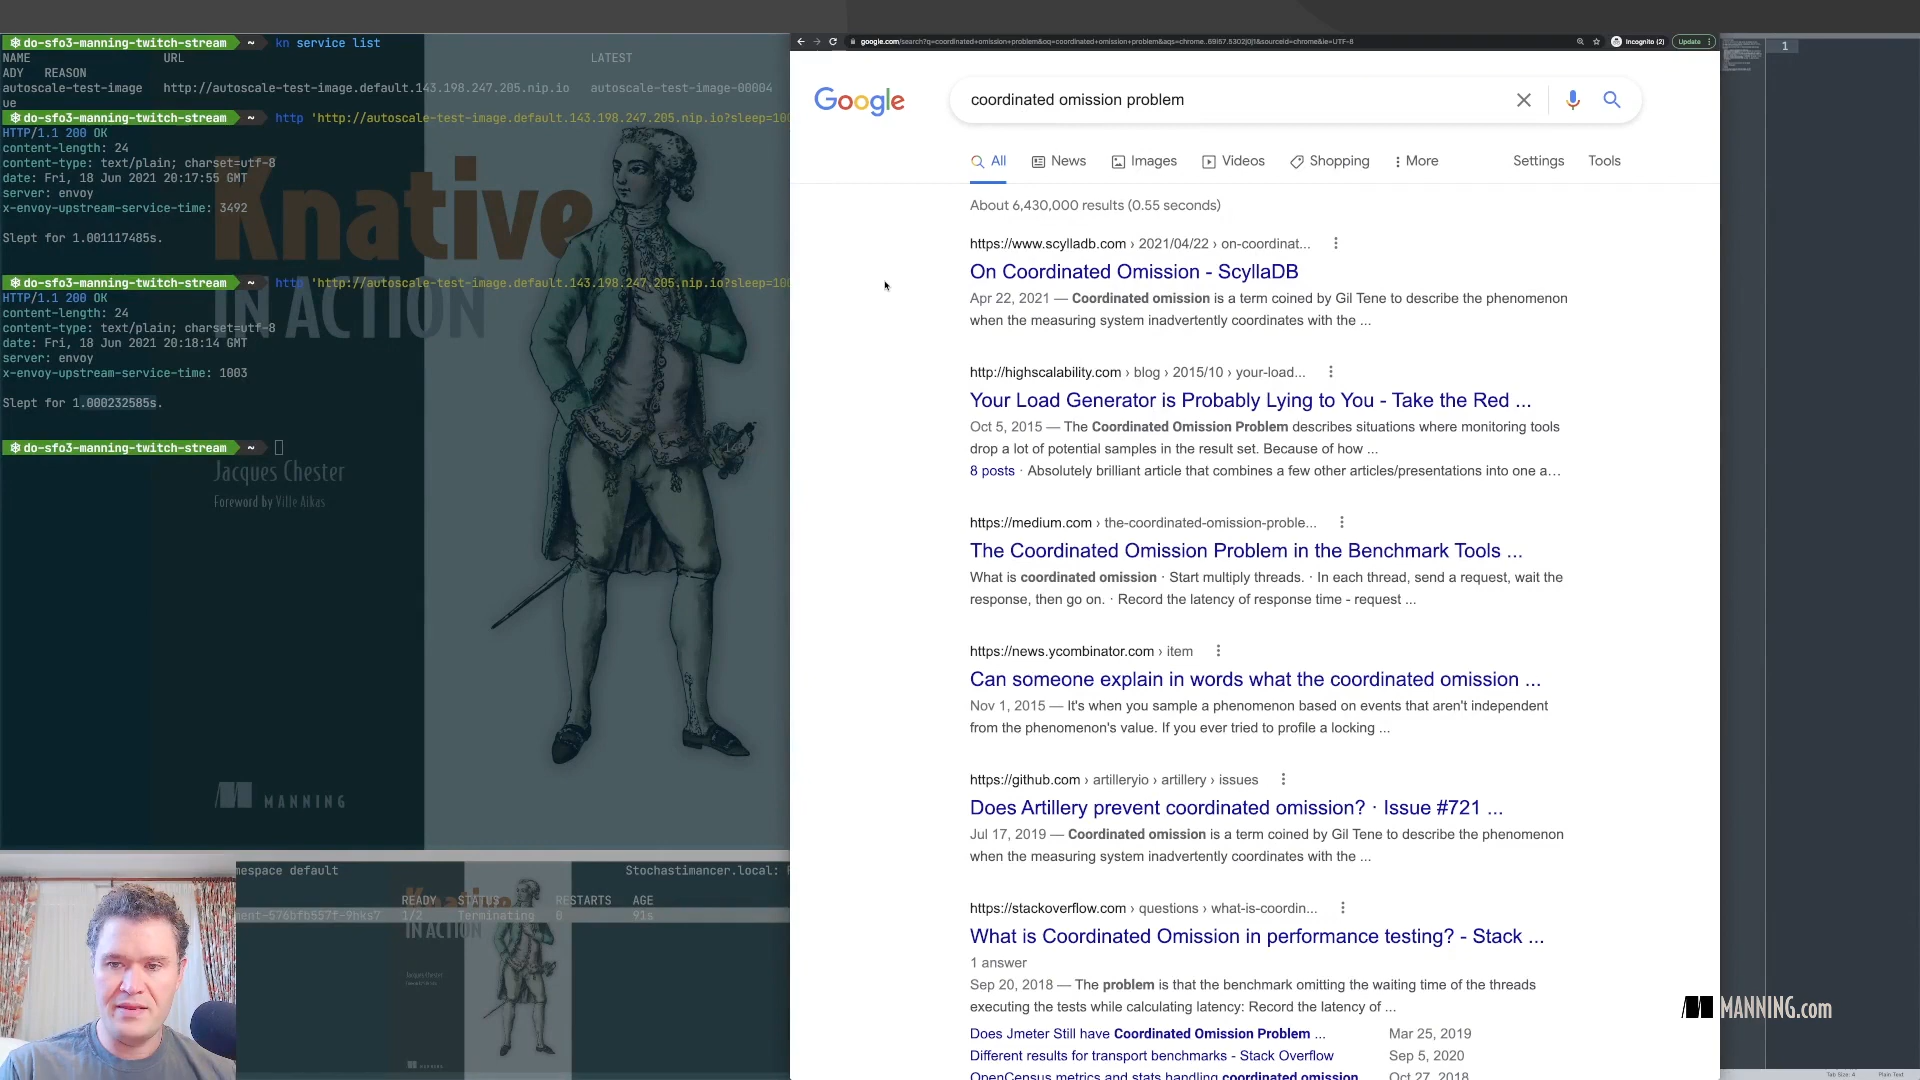 ❄ do-sfo3-manning-twitch-stream ~ kn service list
NAME URL LATEST
ADY REASON
autoscale-test-image http://autoscale-test-image.default.143.198.247.205.nip.io autoscale-test-image-00004
ue
❄ do-sfo3-manning-twitch-stream ~ http 'http://autoscale-test-image.default.143.198.247.205.nip.io?sleep=100
HTTP/1.1 200 OK
content-length: 24
content-type: text/plain; charset=utf-8
date: Fri, 18 Jun 2021 20:17:55 GMT
server: envoy
x-envoy-upstream-service-time: 3492
Slept for 1.001117485s.
❄ do-sfo3-manning-twitch-stream ~ http 'http://autoscale-test-image.default.143.198.247.205.nip.io?sleep=100
HTTP/1.1 200 OK
content-length: 24
content-type: text/plain; charset=utf-8
date: Fri, 18 Jun 2021 20:18:14 GMT
server: envoy
x-envoy-upstream-service-time: 1003
Slept for 1.000232585s.
❄ do-sfo3-manning-twitch-stream ~
Knative
IN ACTION
Jacques Chester
Foreword by Ville Aikas
MANNING
espace default Stochastimancer.local:
READY STATUS RESTARTS AGE
ment-576bfb557f-9hks7 1/2 Terminating 0 91s
Knative
IN ACTION
Jacques Chester
MANNING
google.com/search?q=coordinated+omission+problem&oq=coordinated+omission+problem&aqs=chrome..69i57.5302j0j1&sourceid=chrome&ie=UTF-8
Incognito (2)
Update
Google
coordinated omission problem
All News Images Videos Shopping More Settings Tools
About 6,430,000 results (0.55 seconds)
https://www.scylladb.com › 2021/04/22 › on-coordinat...
On Coordinated Omission - ScyllaDB
Apr 22, 2021 — Coordinated omission is a term coined by Gil Tene to describe the phenomenon
when the measuring system inadvertently coordinates with the ...
http://highscalability.com › blog › 2015/10 › your-load...
Your Load Generator is Probably Lying to You - Take the Red ...
Oct 5, 2015 — The Coordinated Omission Problem describes situations where monitoring tools
drop a lot of potential samples in the result set. Because of how ...
8 posts · Absolutely brilliant article that combines a few other articles/presentations into one a…
https://medium.com › the-coordinated-omission-proble...
The Coordinated Omission Problem in the Benchmark Tools ...
What is coordinated omission · Start multiply threads. · In each thread, send a request, wait the
response, then go on. · Record the latency of response time - request ...
https://news.ycombinator.com › item
Can someone explain in words what the coordinated omission ...
Nov 1, 2015 — It's when you sample a phenomenon based on events that aren't independent
from the phenomenon's value. If you ever tried to profile a locking ...
https://github.com › artilleryio › artillery › issues
Does Artillery prevent coordinated omission? · Issue #721 ...
Jul 17, 2019 — Coordinated omission is a term coined by Gil Tene to describe the phenomenon
when the measuring system inadvertently coordinates with the ...
https://stackoverflow.com › questions › what-is-coordin...
What is Coordinated Omission in performance testing? - Stack ...
1 answer
Sep 20, 2018 — The problem is that the benchmark omitting the waiting time of the threads
executing the tests while calculating latency: Record the latency of ...
Does Jmeter Still have Coordinated Omission Problem ... Mar 25, 2019
Different results for transport benchmarks - Stack Overflow Sep 5, 2020
OpenCensus metrics and stats handling coordinated omission Oct 27, 2018
1
MANNING.com
Tab Size: 4 Plain Text